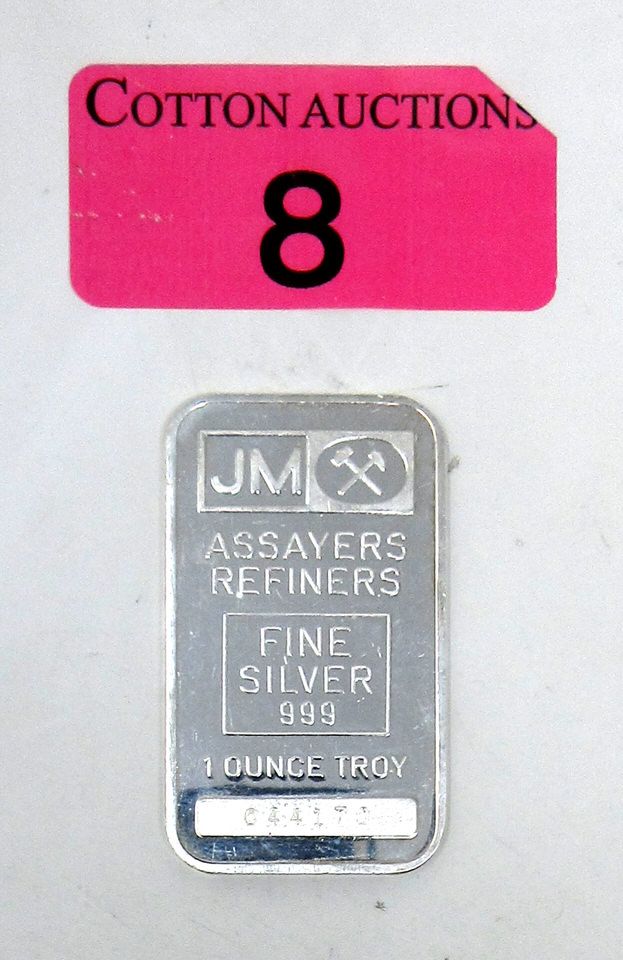 COTTON AUCTIONS
8
JM
ASSAYERS
REFINERS
FINE
SILVER
999
1 OUNCE TROY